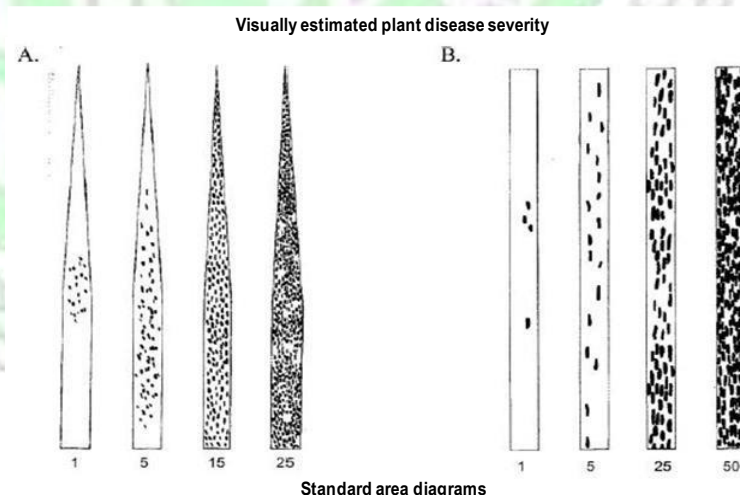 Visually estimated plant disease severity
A.
B.
1 5 15 25
1 5 25 50
Standard area diagrams